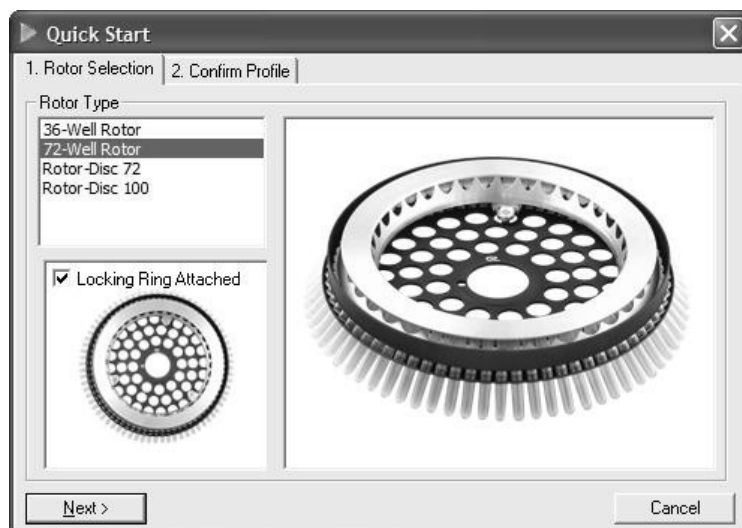 Quick Start
1. Rotor Selection
2. Confirm Profile
Rotor Type
36-Well Rotor
72-Well Rotor
Rotor-Disc 72
Rotor-Disc 100
Locking Ring Attached
Next >
Cancel